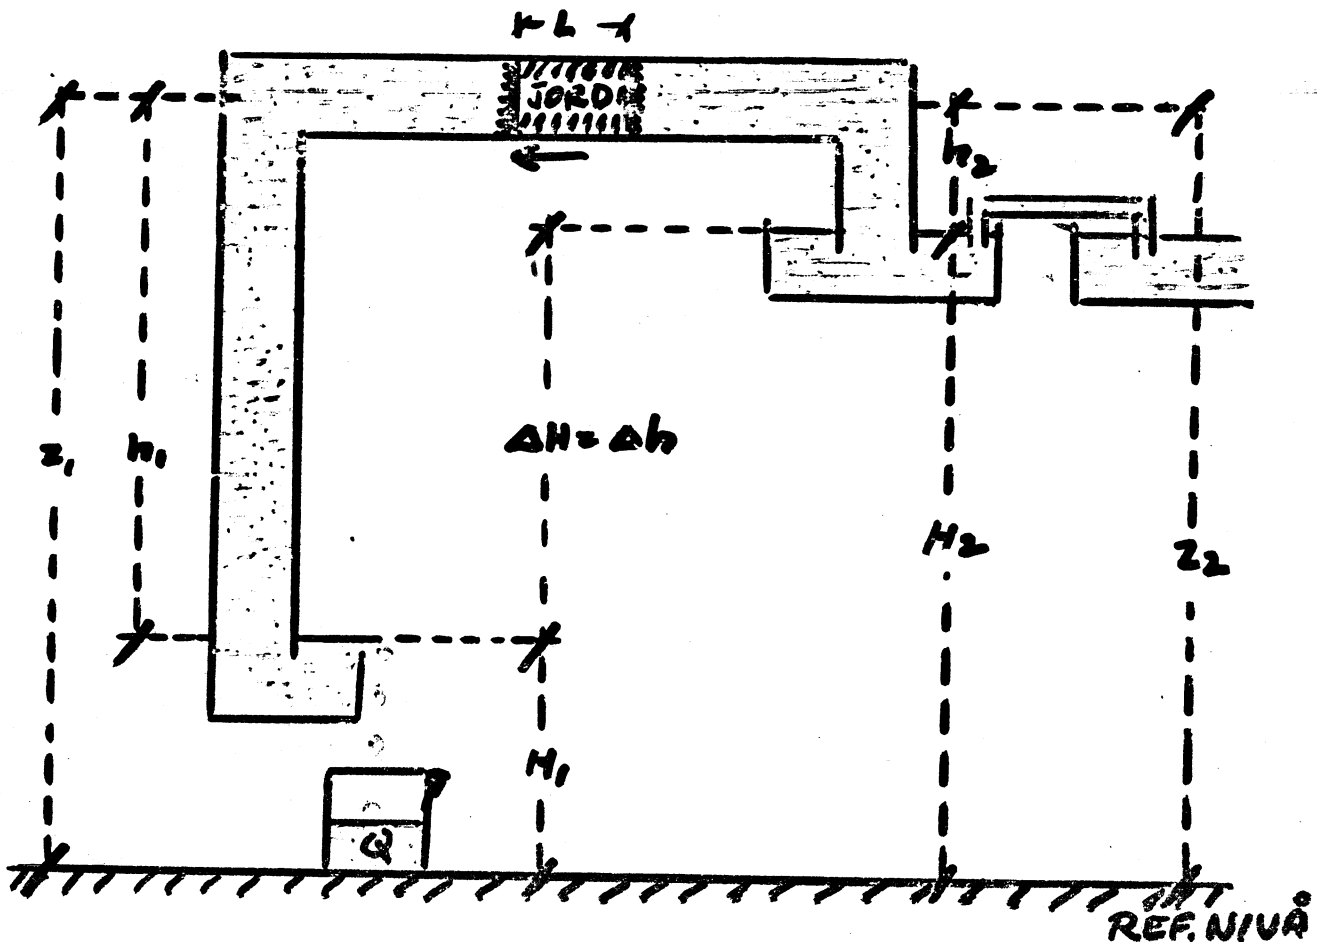 L
JORD
h₂
ΔH = Δh
z₁
h₁
H₂
z₂
H₁
Q
REF. NIVÅ